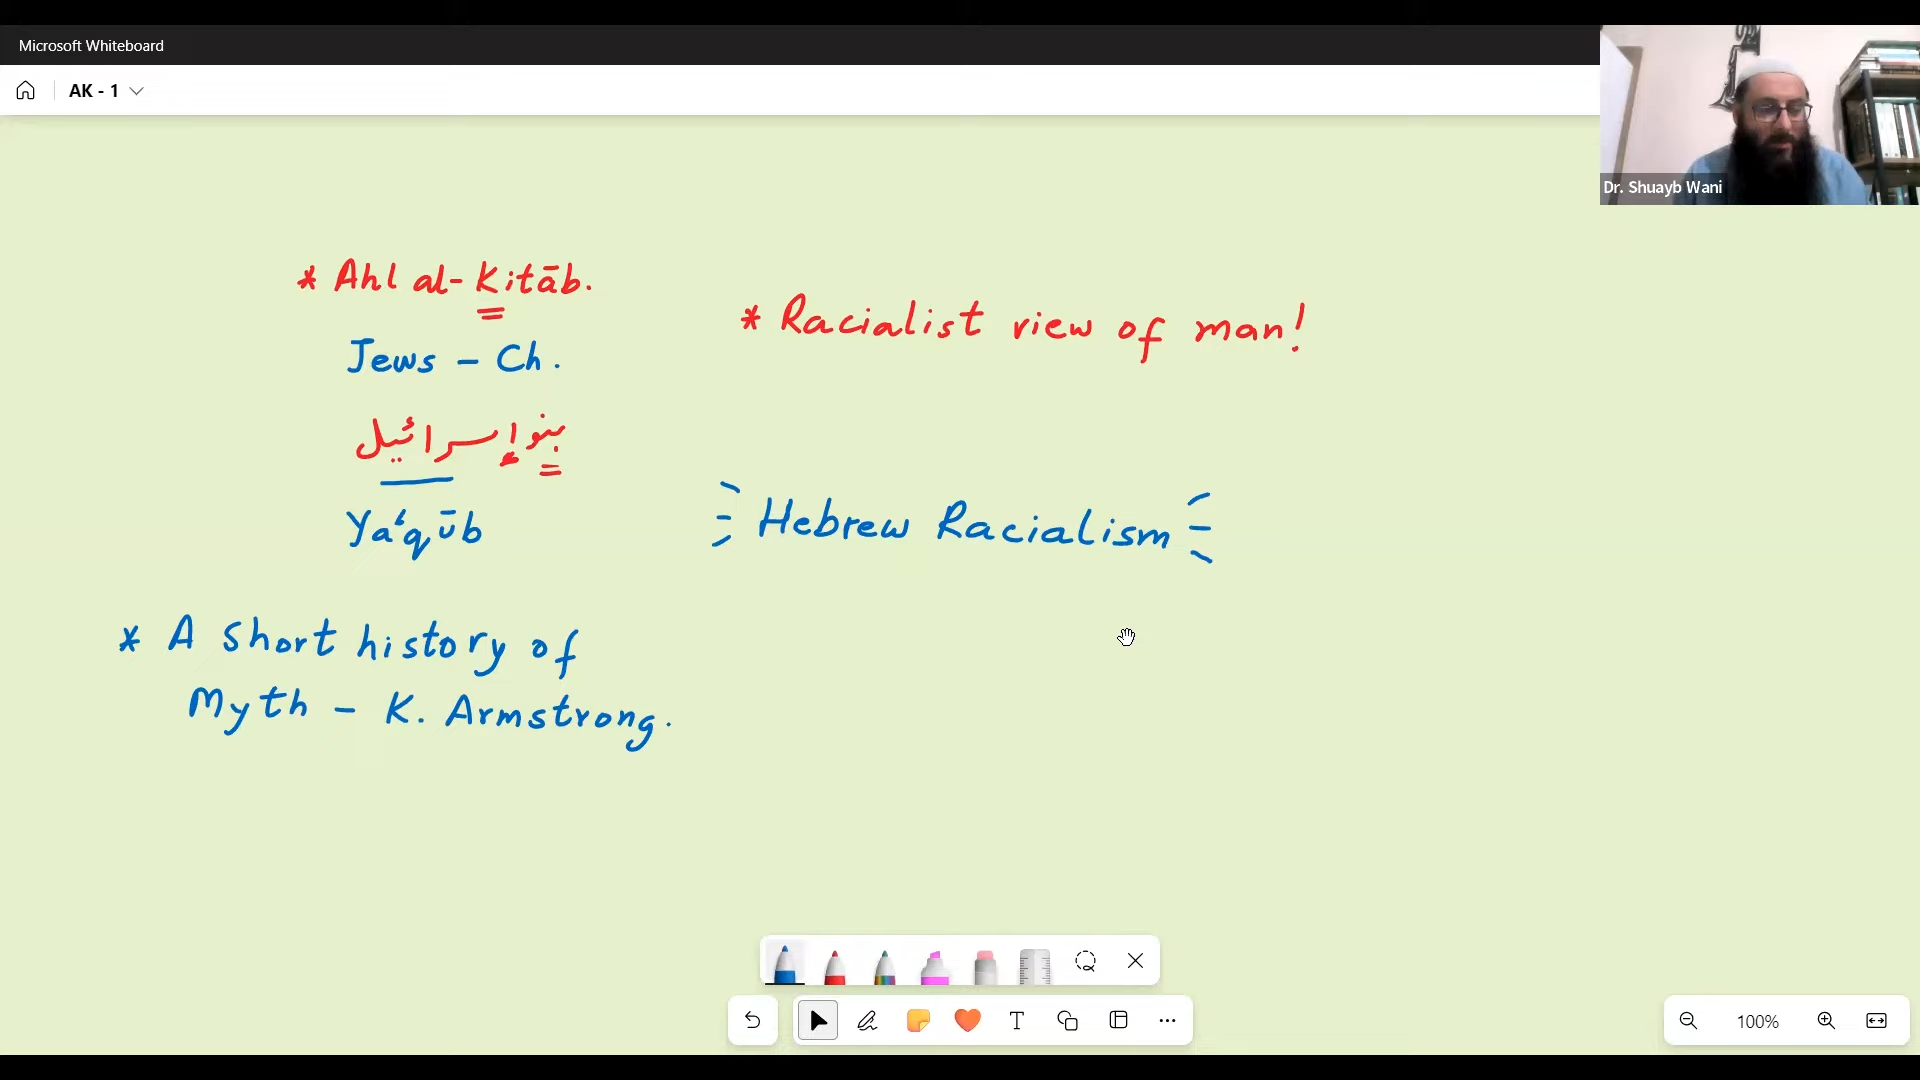 Microsoft Whiteboard
AK - 1
Dr. Shuayb Wani
* Ahl al-Kitāb.
Jews - Ch.
بنو إسرائيل
Ya‘qūb
* A short history of
Myth - K. Armstrong.
* Racialist view of man!
Hebrew Racialism
100%